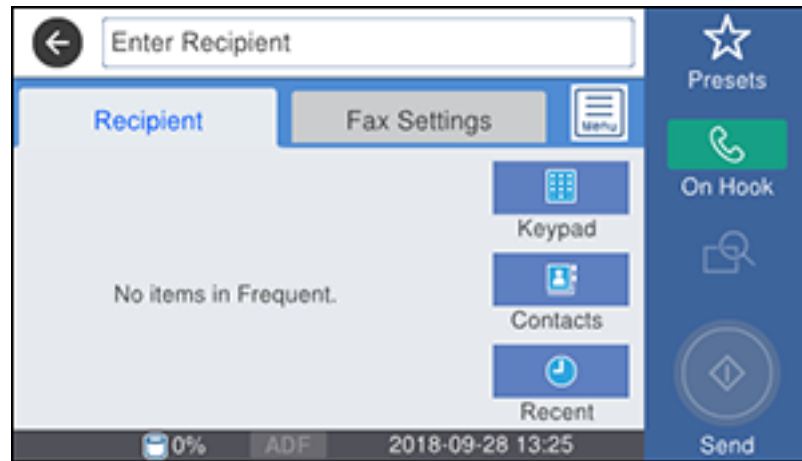 Enter Recipient
Presets
Recipient
Fax Settings
Menu
On Hook
Keypad
No items in Frequent.
Contacts
Recent
0%
ADF
2018-09-28 13:25
Send